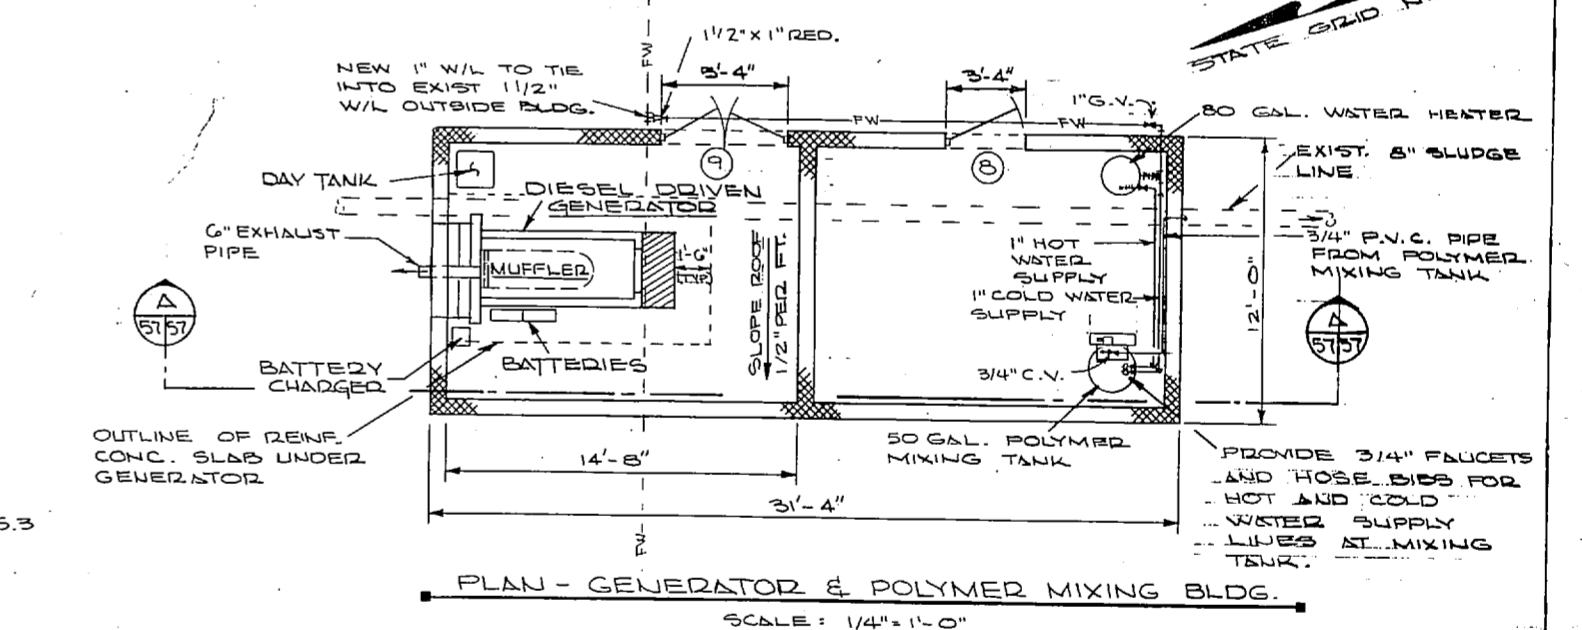 1 1/2" X 1" RED.
STATE GRID
NEW 1" W/L TO TIE
INTO EXIST 1 1/2"
W/L OUTSIDE BLDG.
FW
5'-4"
3'-4"
1" G.V.
FW
FW
80 GAL. WATER HEATER
EXIST. 8" SLUDGE
LINE
9
8
DAY TANK
DIESEL DRIVEN
GENERATOR
6" EXHAUST
PIPE
MUFFLER
1'-6"
SLOPE ROOF
1/2" PER FT.
1" HOT
WATER
SUPPLY
1" COLD WATER
SUPPLY
12'-0"
3/4" P.V.C. PIPE
FROM POLYMER
MIXING TANK
A
57 57
A
57 57
BATTERY
CHARGER
BATTERIES
3/4" C.V.
OUTLINE OF REINF.
CONC. SLAB UNDER
GENERATOR
14'-8"
50 GAL. POLYMER
MIXING TANK
PROVIDE 3/4" FAUCETS
AND HOSE BIBS FOR
HOT AND COLD
WATER SUPPLY
LINES AT MIXING
TANK.
31'-4"
5.3
FW
PLAN - GENERATOR & POLYMER MIXING BLDG.
SCALE: 1/4" = 1'-0"